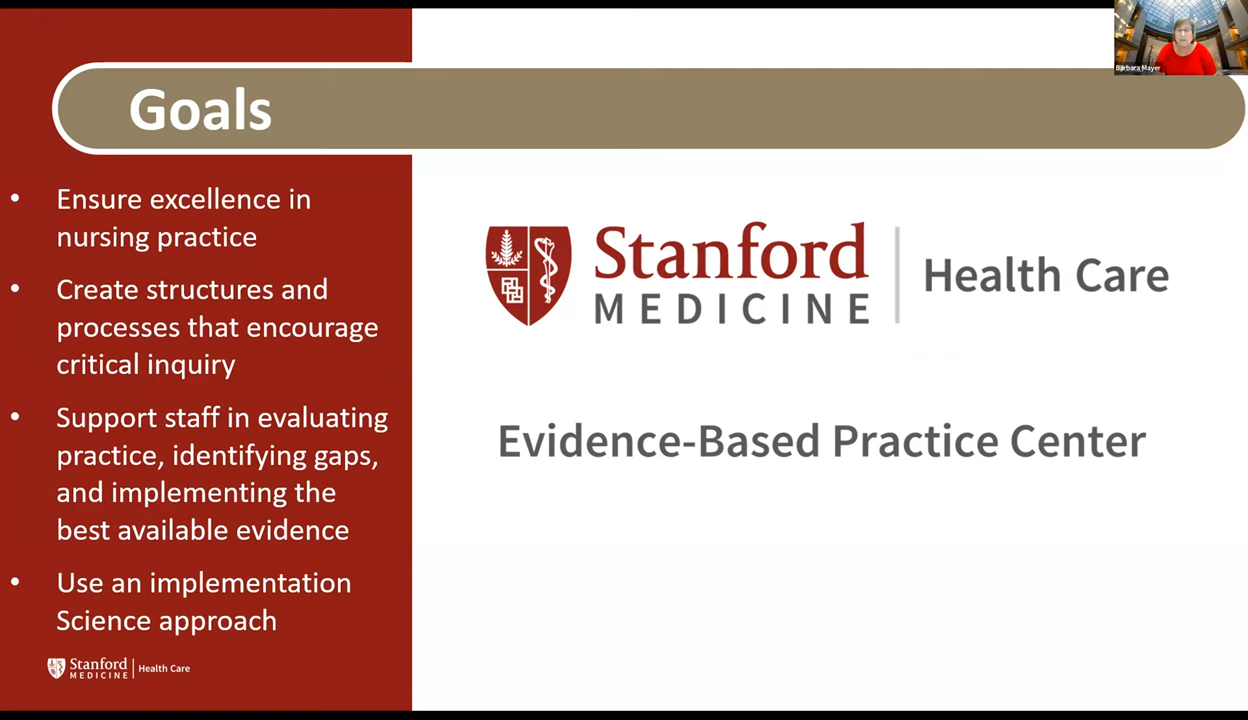 Barbara Mayer
Goals
• Ensure excellence in
nursing practice
• Create structures and
processes that encourage
critical inquiry
• Support staff in evaluating
practice, identifying gaps,
and implementing the
best available evidence
• Use an implementation
Science approach
Stanford
MEDICINE
Health Care
Stanford
MEDICINE
Health Care
Evidence-Based Practice Center